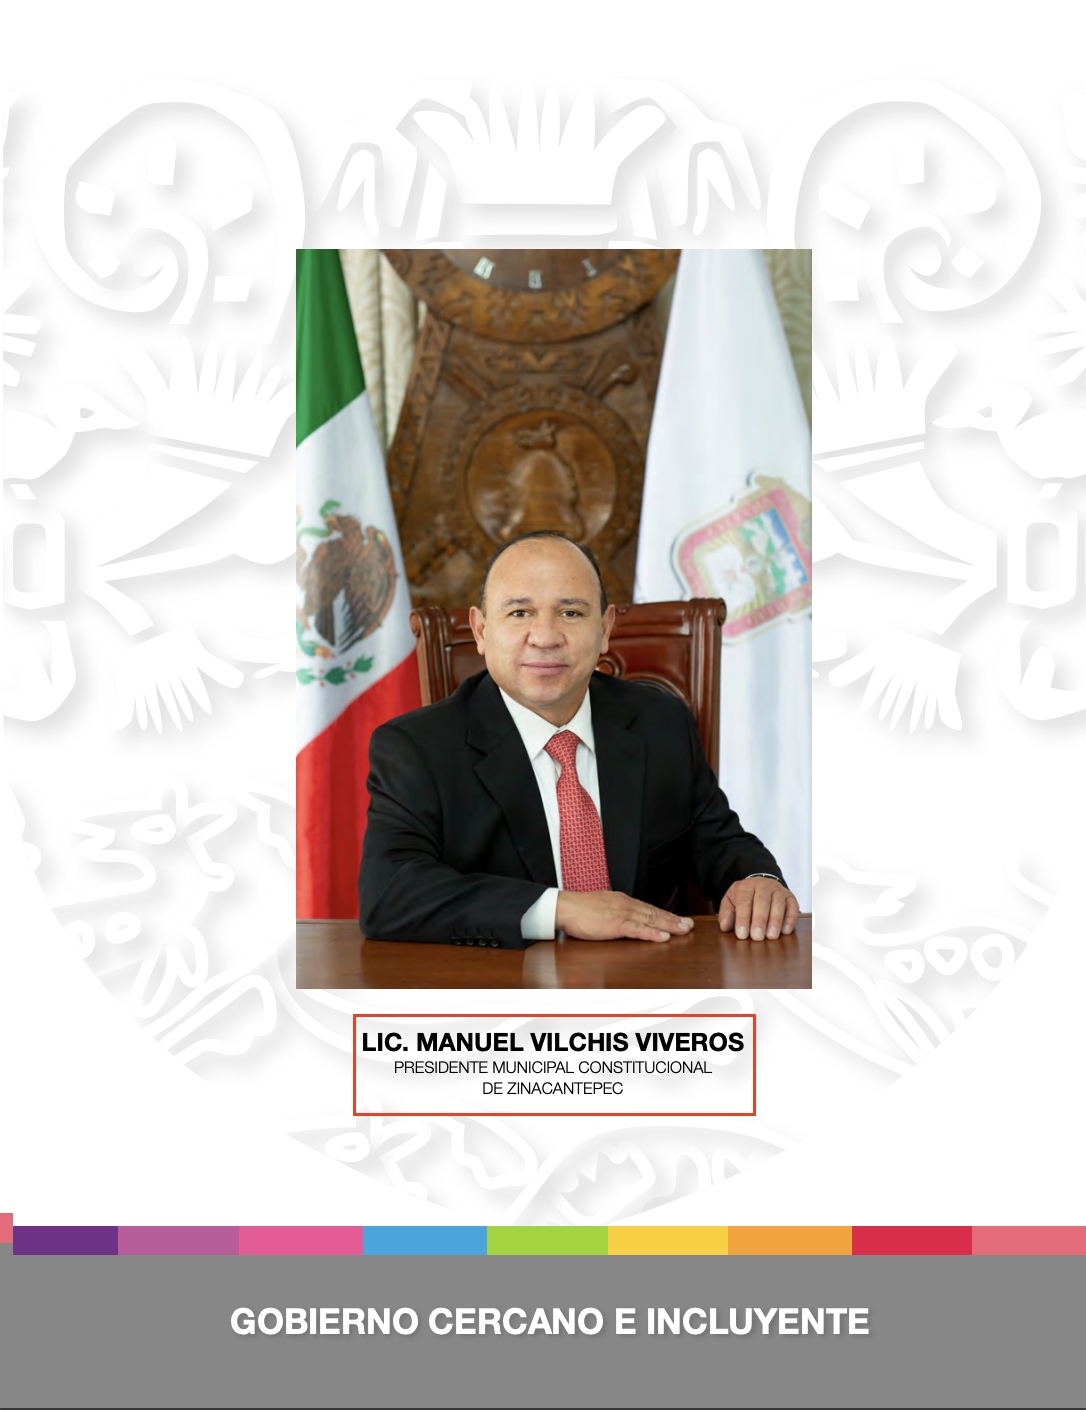 LIC. MANUEL VILCHIS VIVEROS
PRESIDENTE MUNICIPAL CONSTITUCIONAL
DE ZINACANTEPEC
GOBIERNO CERCANO E INCLUYENTE